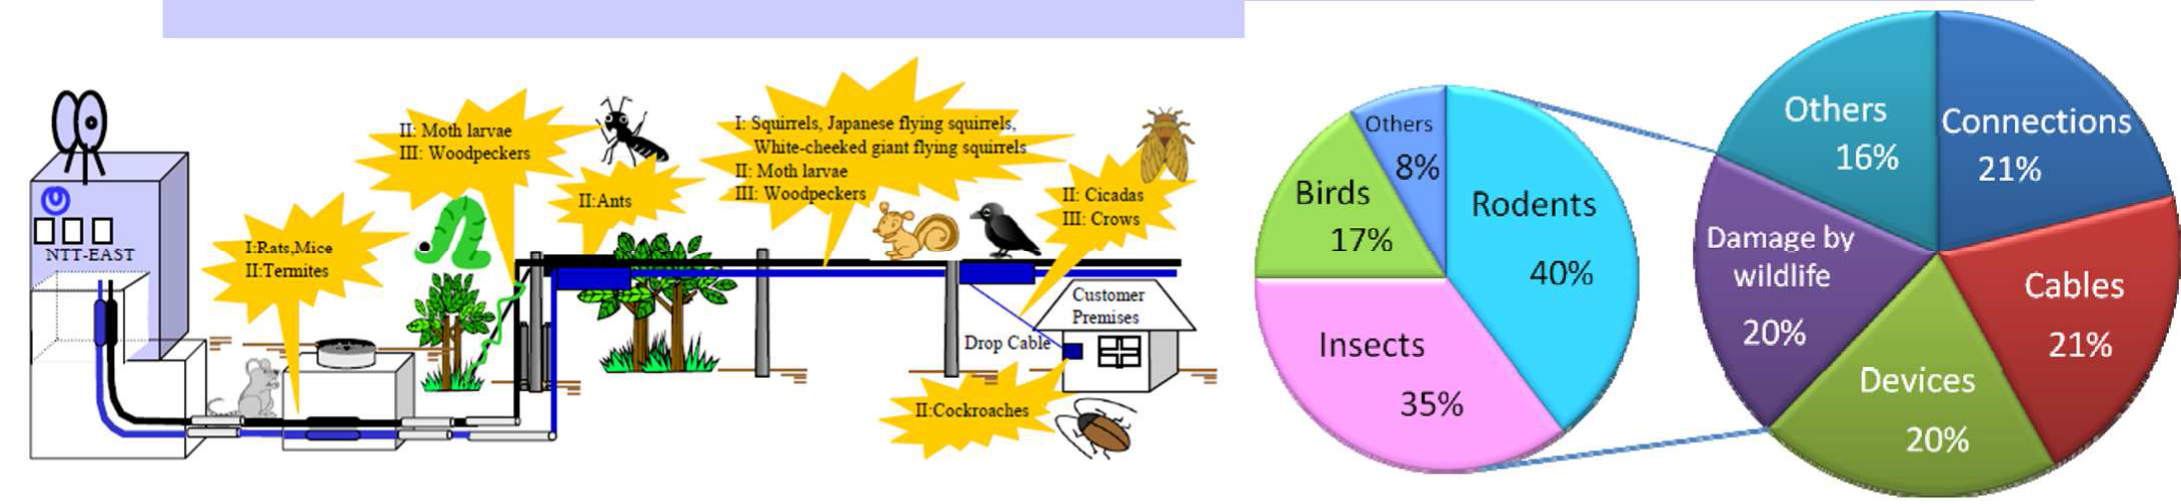 NTT-EAST
I:Rats,Mice
II:Termites
II: Moth larvae
III: Woodpeckers
II:Ants
I: Squirrels, Japanese flying squirrels,
White-cheeked giant flying squirrels
II: Moth larvae
III: Woodpeckers
II: Cicadas
III: Crows
Customer
Premises
Drop Cable
II:Cockroaches
Others
8%
Birds
17%
Rodents
40%
Insects
35%
Others
16%
Connections
21%
Damage by
wildlife
20%
Cables
21%
Devices
20%